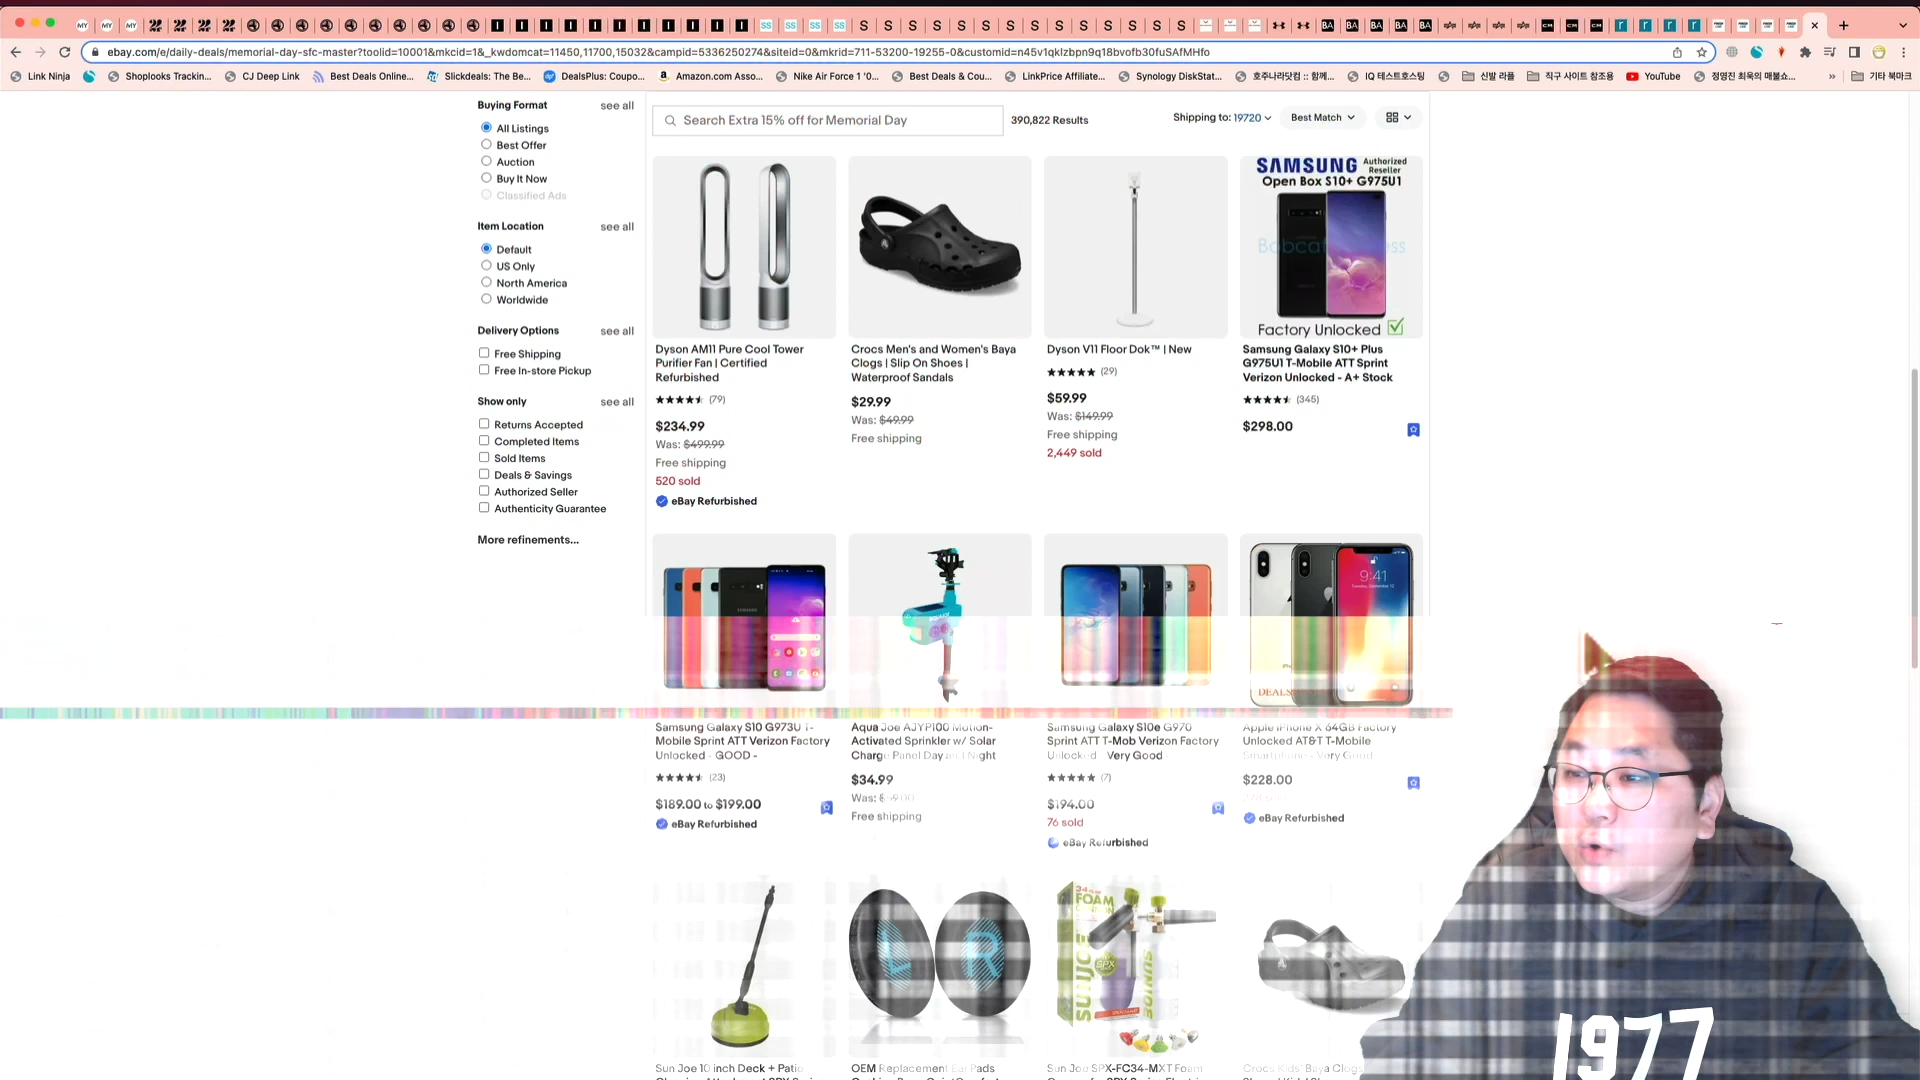 ebay.com/e/daily-deals/memorial-day-sfc-master?toolid=10001&mkcid=1&_kwdomcat=11450,11700,15032&campid=5336250274&siteid=0&mkrid=711-53200-19255-0&customid=n45v1qklzbpn9q18bvofb30fuSAfMHfo
Link Ninja
Shoplooks Trackin...
CJ Deep Link
Best Deals Online...
Slickdeals: The Be...
DealsPlus: Coupo...
Amazon.com Asso...
Nike Air Force 1 '0...
Best Deals & Cou...
LinkPrice Affiliate...
Synology DiskStat...
호주나라닷컴 :: 함께...
IQ 테스트호스팅
신발 라플
직구 사이트 참조용
YouTube
정영진 최욱의 매불쇼...
기타 북마크
Buying Format see all
All Listings
Best Offer
Auction
Buy It Now
Classified Ads
Item Location see all
Default
US Only
North America
Worldwide
Delivery Options see all
Free Shipping
Free In-store Pickup
Show only see all
Returns Accepted
Completed Items
Sold Items
Deals & Savings
Authorized Seller
Authenticity Guarantee
More refinements...
Search Extra 15% off for Memorial Day
390,822 Results
Shipping to: 19720
Best Match
SAMSUNG Authorized Reseller
Open Box S10+ G975U1
Factory Unlocked
Dyson AM11 Pure Cool Tower
Purifier Fan | Certified
Refurbished
(79)
$234.99
Was: $499.99
Free shipping
520 sold
eBay Refurbished
Crocs Men's and Women's Baya
Clogs | Slip On Shoes |
Waterproof Sandals
$29.99
Was: $49.99
Free shipping
Dyson V11 Floor Dok™ | New
(29)
$59.99
Was: $149.99
Free shipping
2,449 sold
Samsung Galaxy S10+ Plus
G975U1 T-Mobile ATT Sprint
Verizon Unlocked - A+ Stock
(345)
$298.00
9:41
DEALS
Samsung Galaxy S10 G973U T-
Mobile Sprint ATT Verizon Factory
Unlocked - GOOD -
(23)
$189.00 to $199.00
eBay Refurbished
Aqua Joe AJYP100 Motion-
Activated Sprinkler w/ Solar
Charge Panel Day and Night
$34.99
Was:
Free shipping
Samsung Galaxy S10e G970
Sprint ATT T-Mob Verizon Factory
Unlocked Very Good
(7)
$194.00
76 sold
eBay Refurbished
Apple iPhone X 64GB Factory
Unlocked AT&T T-Mobile
Smartphone - Very Good
$228.00
eBay Refurbished
L R
34
FOAM
SPX
SUNJOE
Sun Joe 10 inch Deck + Patio
OEM Replacement Ear Pads
Sun Joe SPX-FC34-MXT Foam
Crocs Kids' Baya Clogs
1977